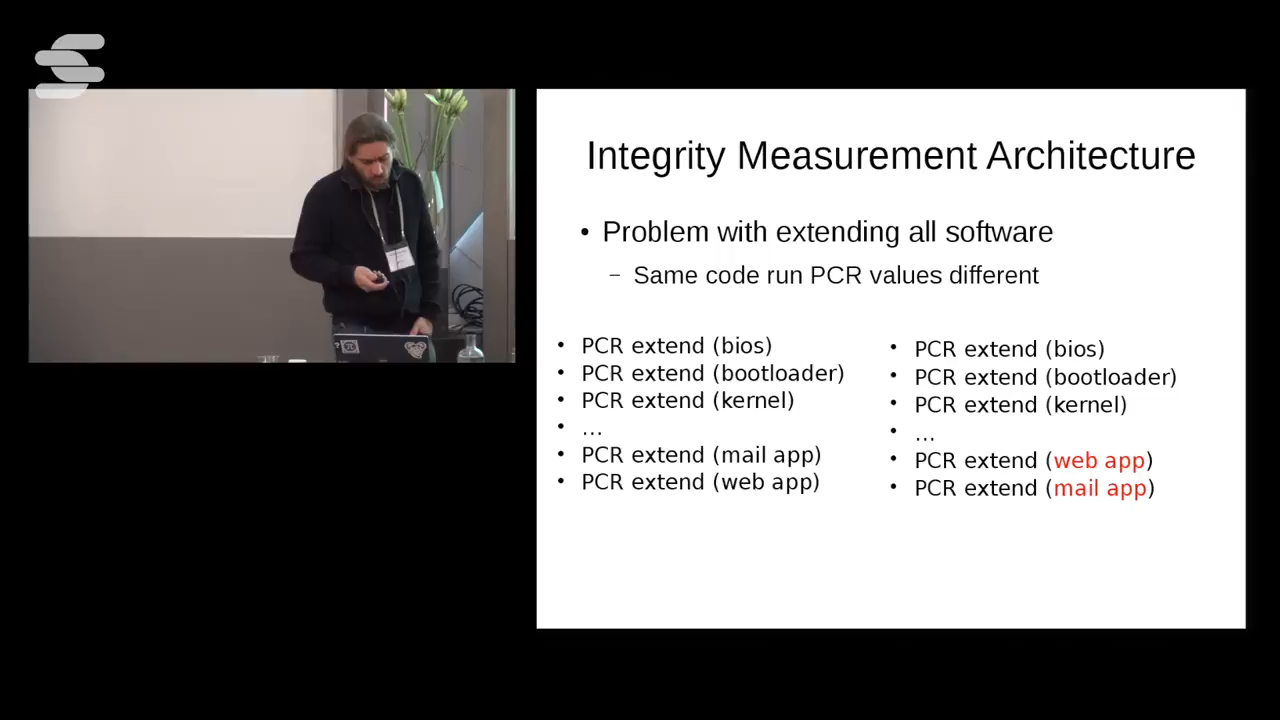 Integrity Measurement Architecture
• Problem with extending all software
– Same code run PCR values different
• PCR extend (bios)
• PCR extend (bootloader)
• PCR extend (kernel)
• ...
• PCR extend (mail app)
• PCR extend (web app)
• PCR extend (bios)
• PCR extend (bootloader)
• PCR extend (kernel)
• ...
• PCR extend (web app)
• PCR extend (mail app)